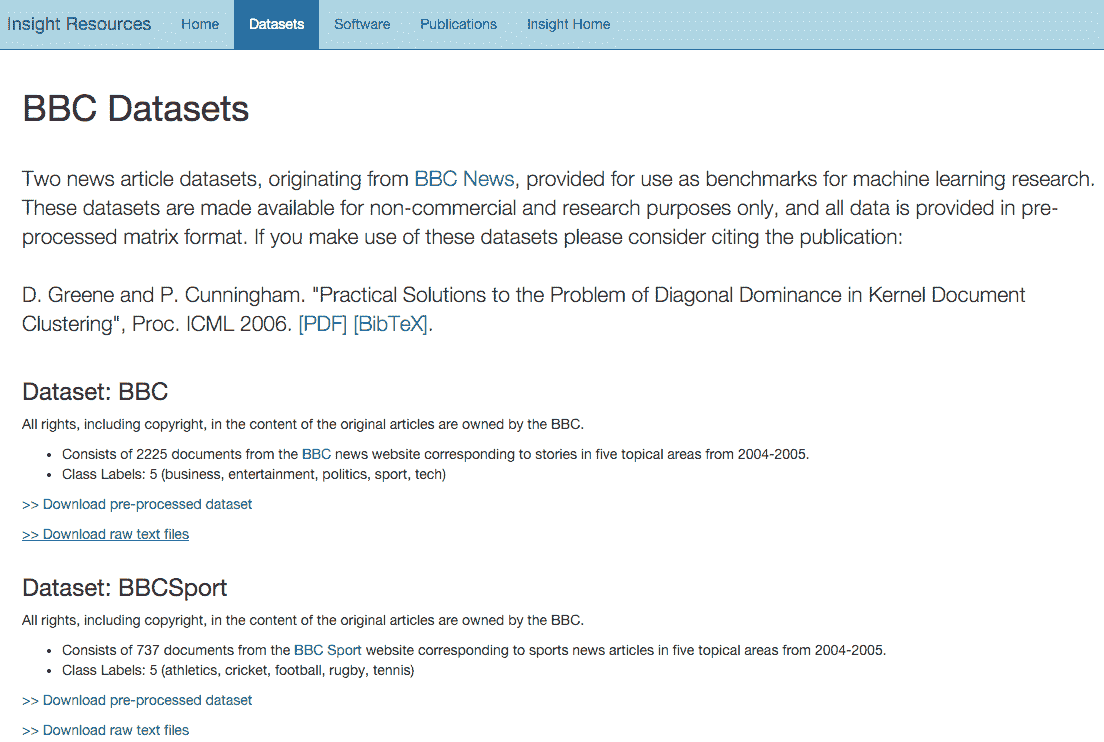 Insight Resources Home Datasets Software Publications Insight Home
BBC Datasets
Two news article datasets, originating from BBC News, provided for use as benchmarks for machine learning research.
These datasets are made available for non-commercial and research purposes only, and all data is provided in pre-
processed matrix format. If you make use of these datasets please consider citing the publication:
D. Greene and P. Cunningham. "Practical Solutions to the Problem of Diagonal Dominance in Kernel Document
Clustering", Proc. ICML 2006. [PDF] [BibTeX].
Dataset: BBC
All rights, including copyright, in the content of the original articles are owned by the BBC.
• Consists of 2225 documents from the BBC news website corresponding to stories in five topical areas from 2004-2005.
• Class Labels: 5 (business, entertainment, politics, sport, tech)
>> Download pre-processed dataset
>> Download raw text files
Dataset: BBCSport
All rights, including copyright, in the content of the original articles are owned by the BBC.
• Consists of 737 documents from the BBC Sport website corresponding to sports news articles in five topical areas from 2004-2005.
• Class Labels: 5 (athletics, cricket, football, rugby, tennis)
>> Download pre-processed dataset
>> Download raw text files